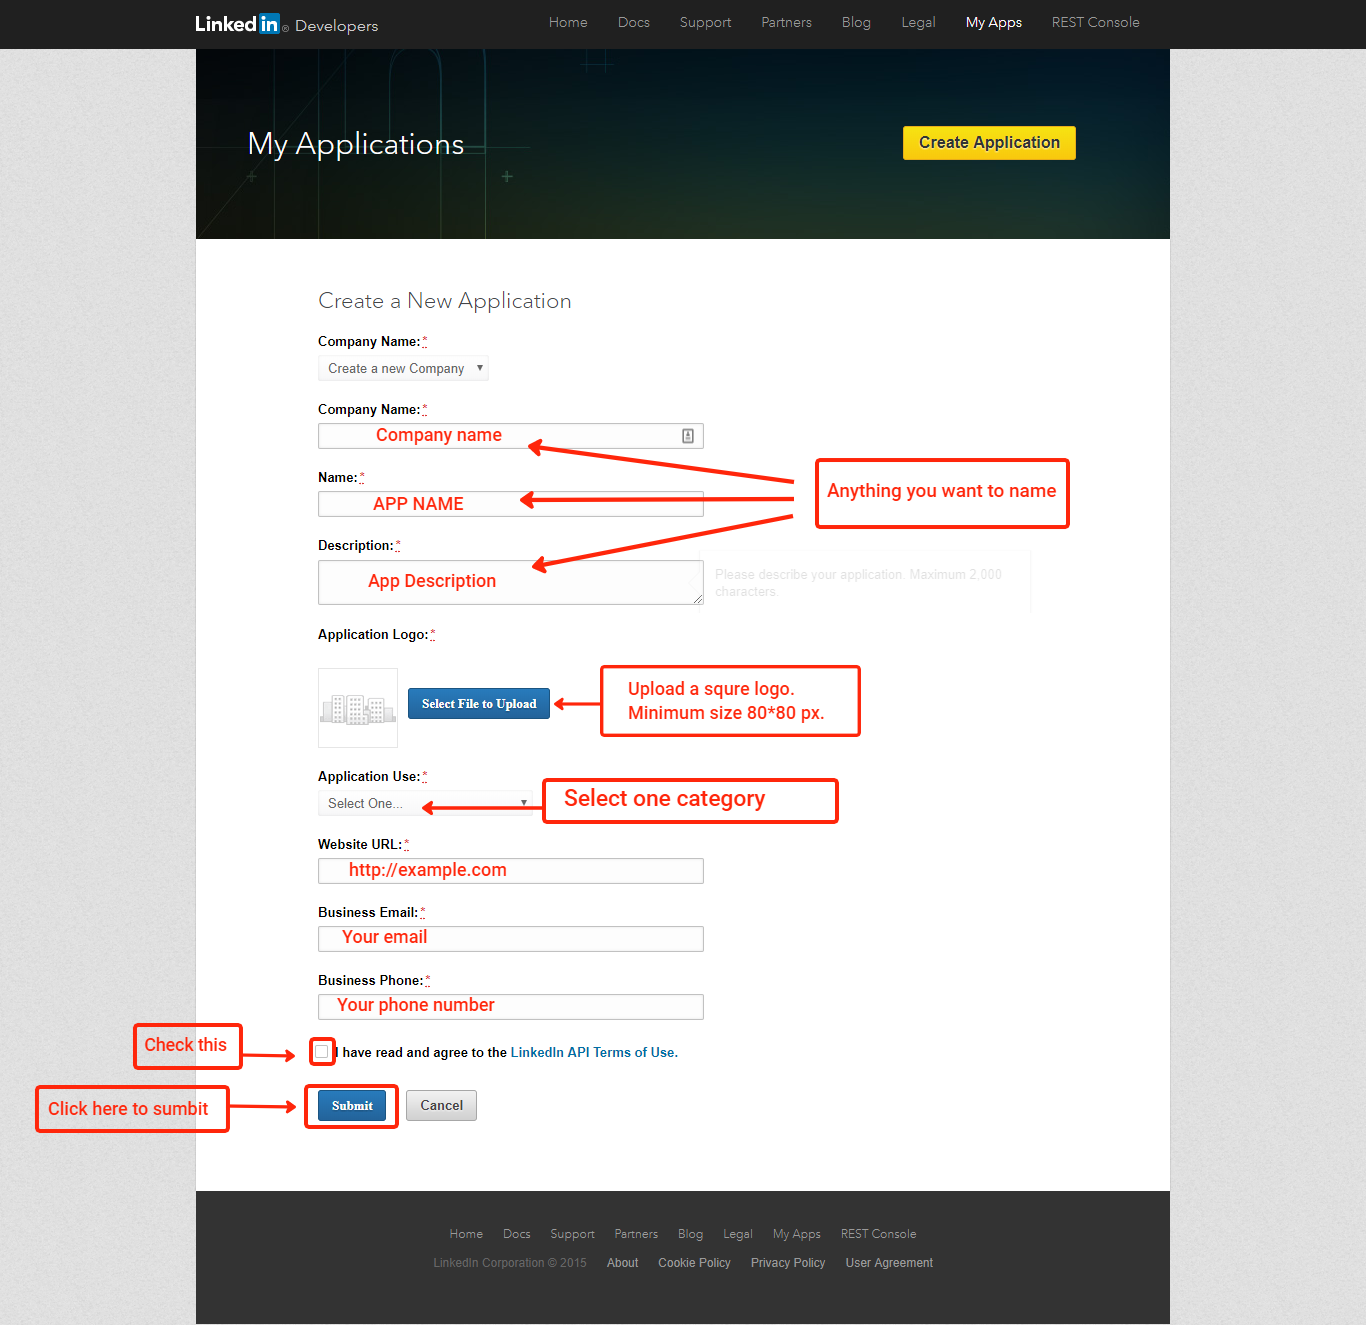 Linked in® Developers
Home Docs Support Partners Blog Legal My Apps REST Console
My Applications
Create Application
Create a New Application
Company Name:*
Create a new Company
Company Name:*
Company name
Name:*
APP NAME
Anything you want to name
Description:*
App Description
Please describe your application. Maximum 2,000
characters.
Application Logo:*
Select File to Upload
Upload a squre logo.
Minimum size 80*80 px.
Application Use:*
Select One...
Select one category
Website URL:*
http://example.com
Business Email:*
Your email
Business Phone:*
Your phone number
Check this
I have read and agree to the LinkedIn API Terms of Use.
Click here to sumbit
Submit
Cancel
Home Docs Support Partners Blog Legal My Apps REST Console
LinkedIn Corporation © 2015 About Cookie Policy Privacy Policy User Agreement